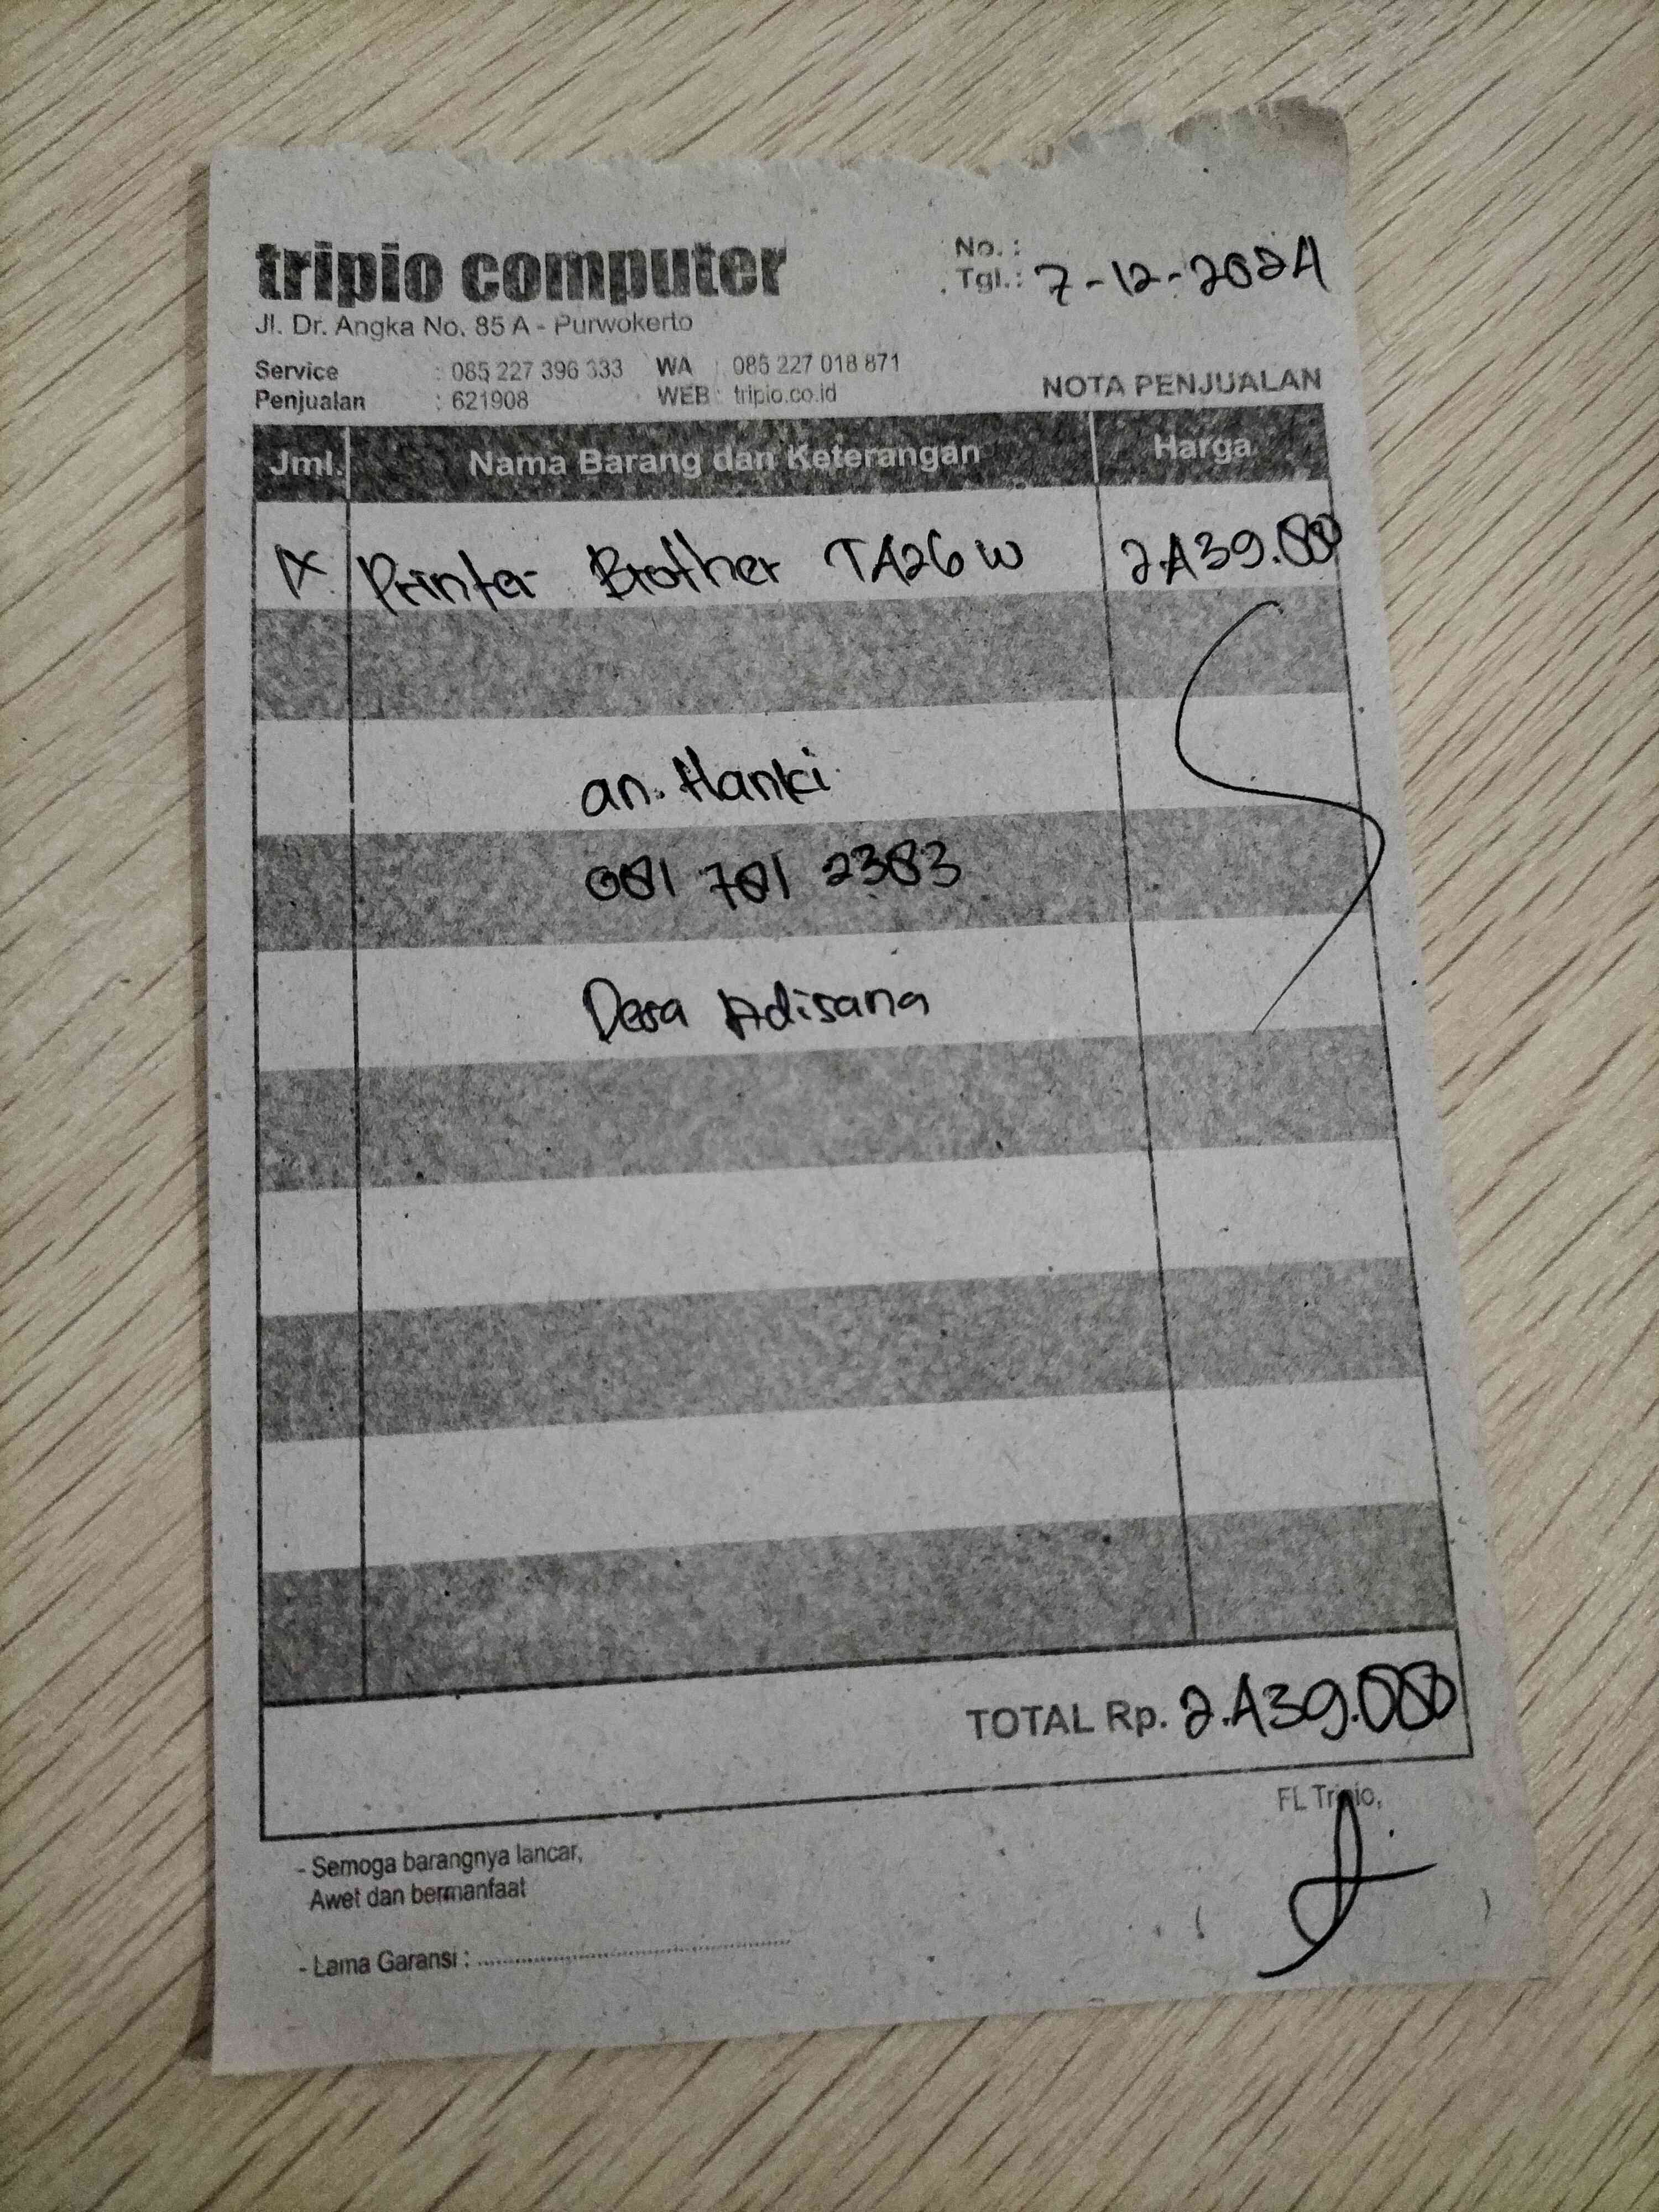 tripio computer
Jl. Dr. Angka No. 85 A - Purwokerto
No. :
Tgl. : 7-12-2024
Service : 085 227 396 333 WA : 085 227 018 871
Penjualan : 621908 WEB : tripio.co.id
NOTA PENJUALAN
Jml. Nama Barang dan Keterangan Harga
1x Printer Brother T426w 2.439.000
an. Hanki
081 781 2383
Desa Adisana
TOTAL Rp. 2.439.000
FL Tripio,
- Semoga barangnya lancar,
Awet dan bermanfaat
- Lama Garansi : ........................................